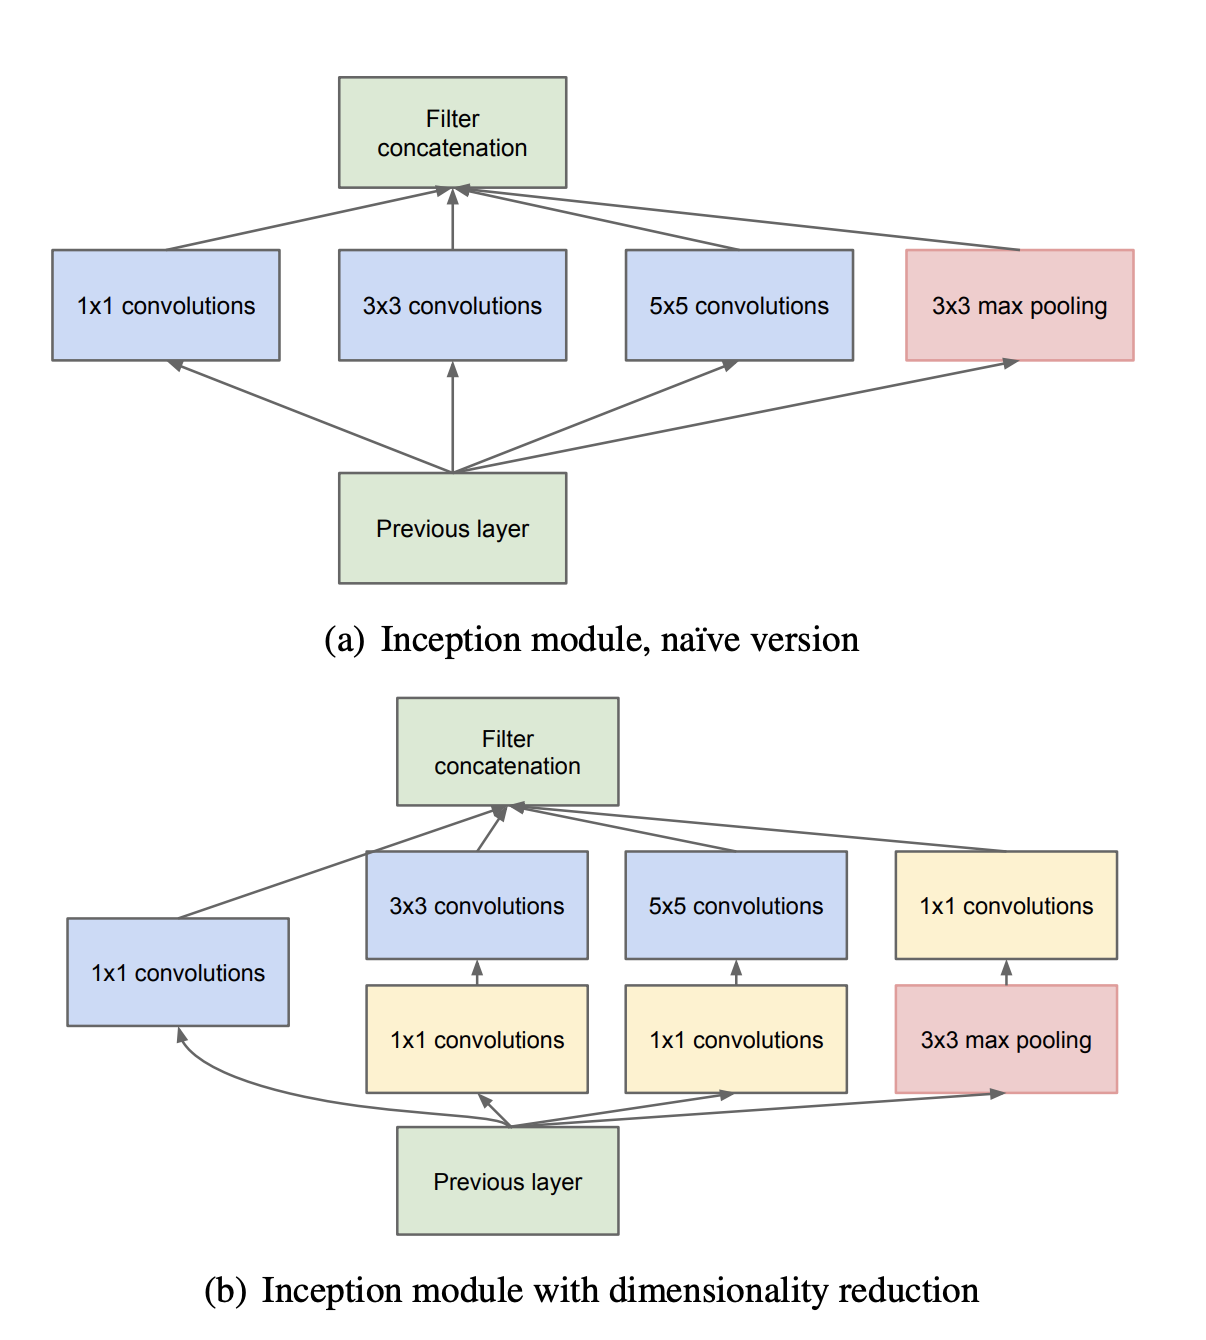 Filter
concatenation
1x1 convolutions
3x3 convolutions
5x5 convolutions
3x3 max pooling
Previous layer
(a) Inception module, naïve version
Filter
concatenation
3x3 convolutions
5x5 convolutions
1x1 convolutions
1x1 convolutions
1x1 convolutions
1x1 convolutions
3x3 max pooling
Previous layer
(b) Inception module with dimensionality reduction